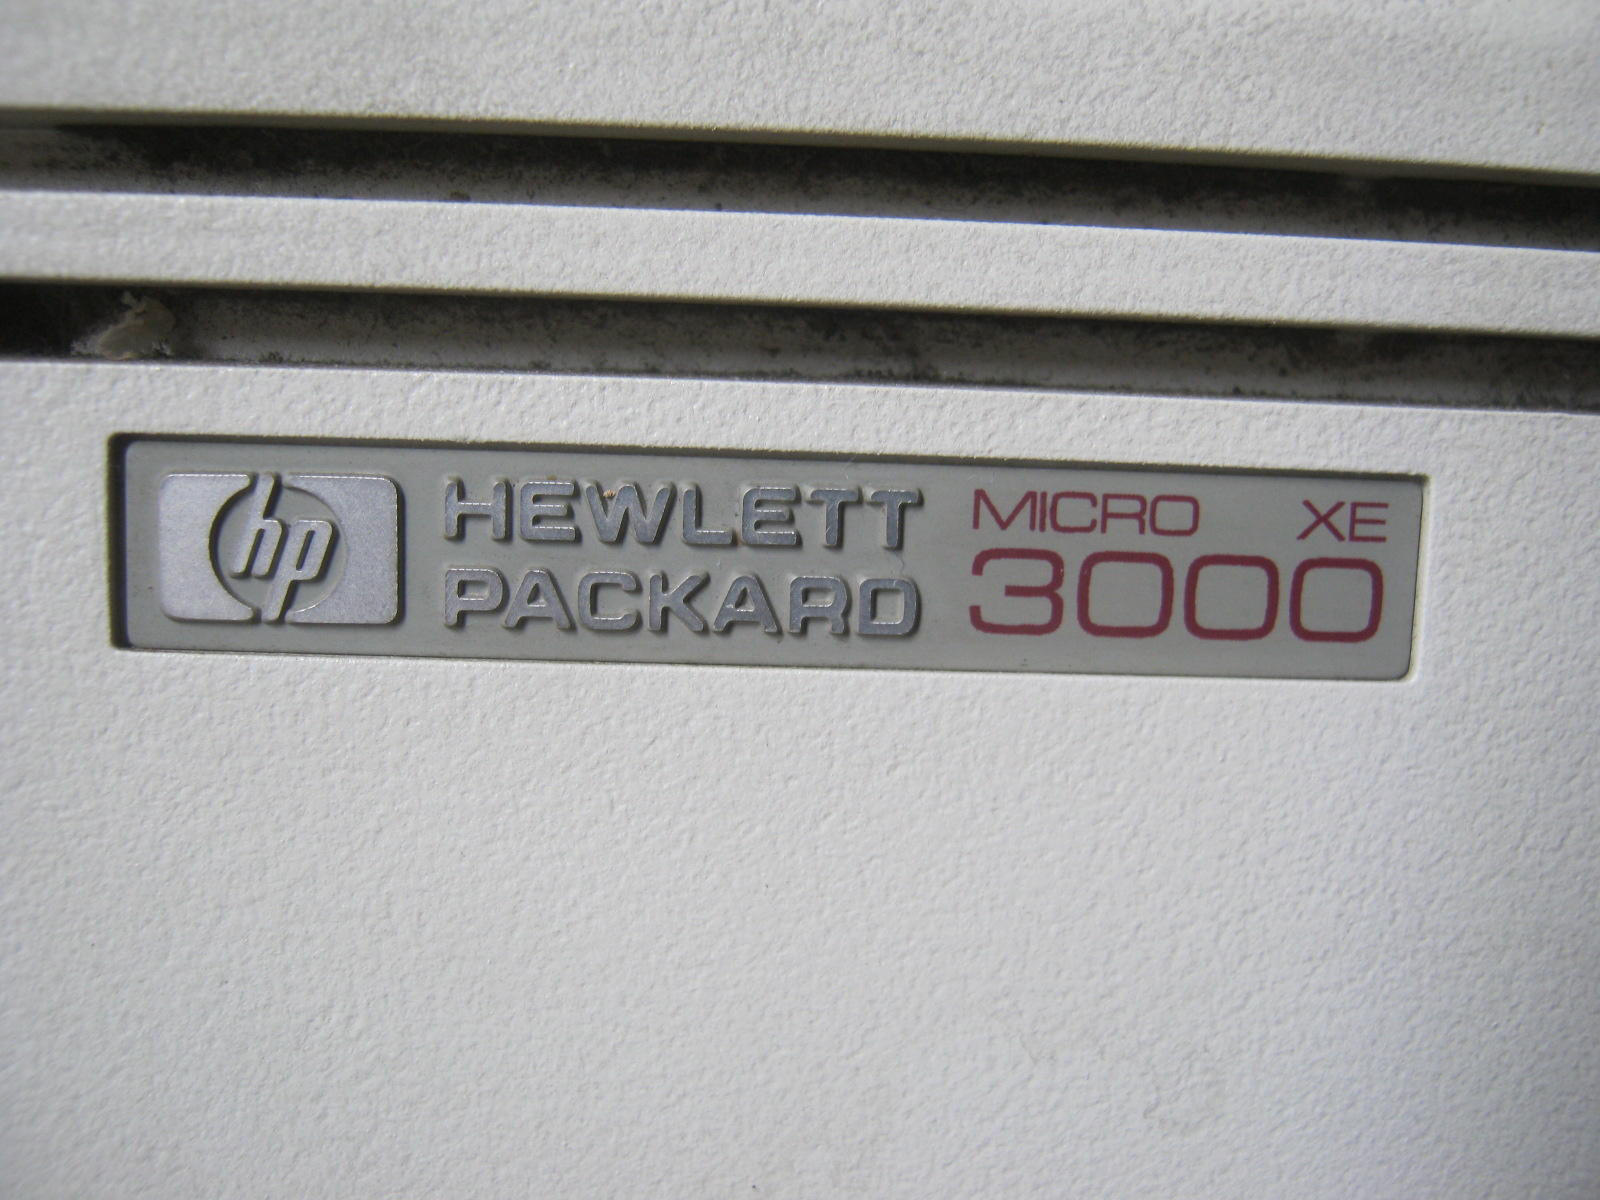 hp
HEWLETT
PACKARD
MICRO XE
3000